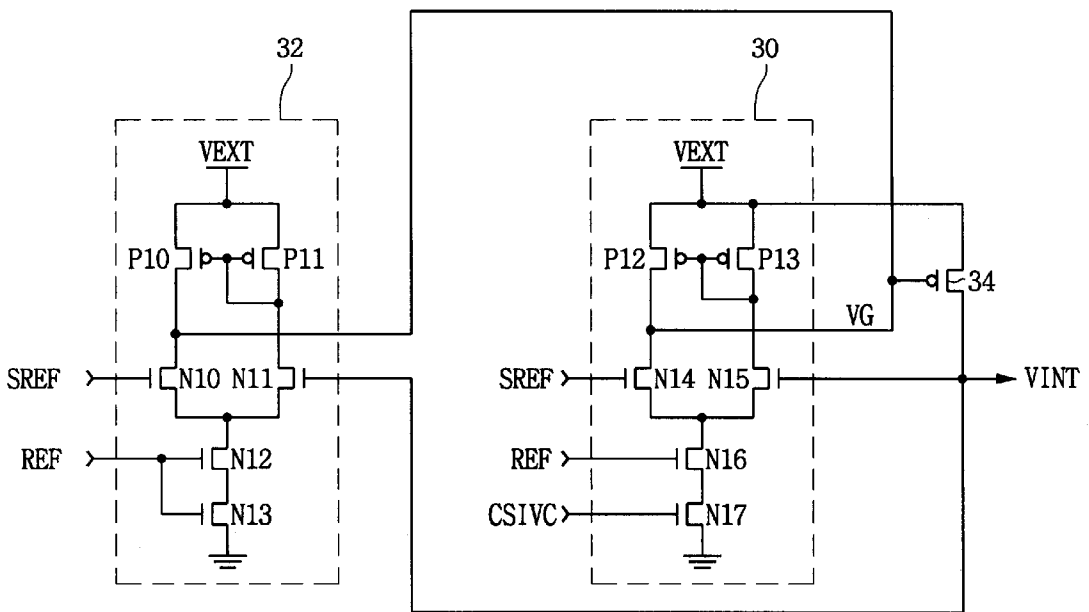 32
30
VEXT
VEXT
P10
P11
P12
P13
34
VG
SREF
N10
N11
SREF
N14
N15
VINT
REF
N12
REF
N16
N13
CSIVC
N17